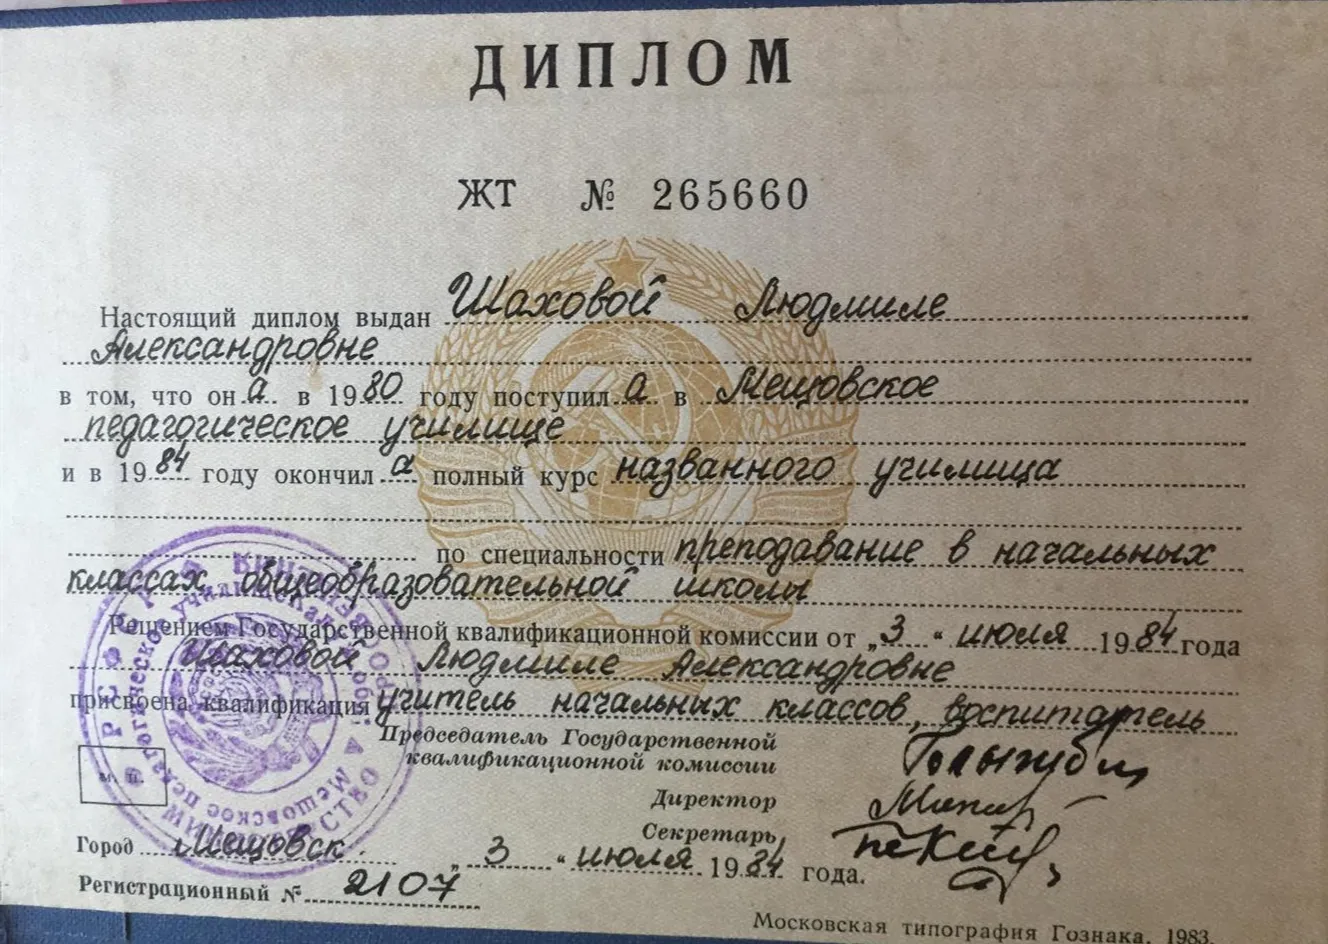 ДИПЛОМ
ЖТ № 265660
Настоящий диплом выдан Шаховой Людмиле
Александровне
в том, что он а в 1980 году поступил а в Мещовское
педагогическое училище
и в 1984 году окончил а полный курс названного училища
по специальности преподавание в начальных
классах общеобразовательной школы
Решением Государственной квалификационной комиссии от „3“ июля 1984 года
Шаховой Людмиле Александровне
присвоена квалификация учитель начальных классов, воспитатель
Председатель Государственной
квалификационной комиссии
Директор
Секретарь
м. п.
Город Мещовск „3“ июля 1984 года.
Регистрационный № 2107
Московская типография Гознака. 1983.